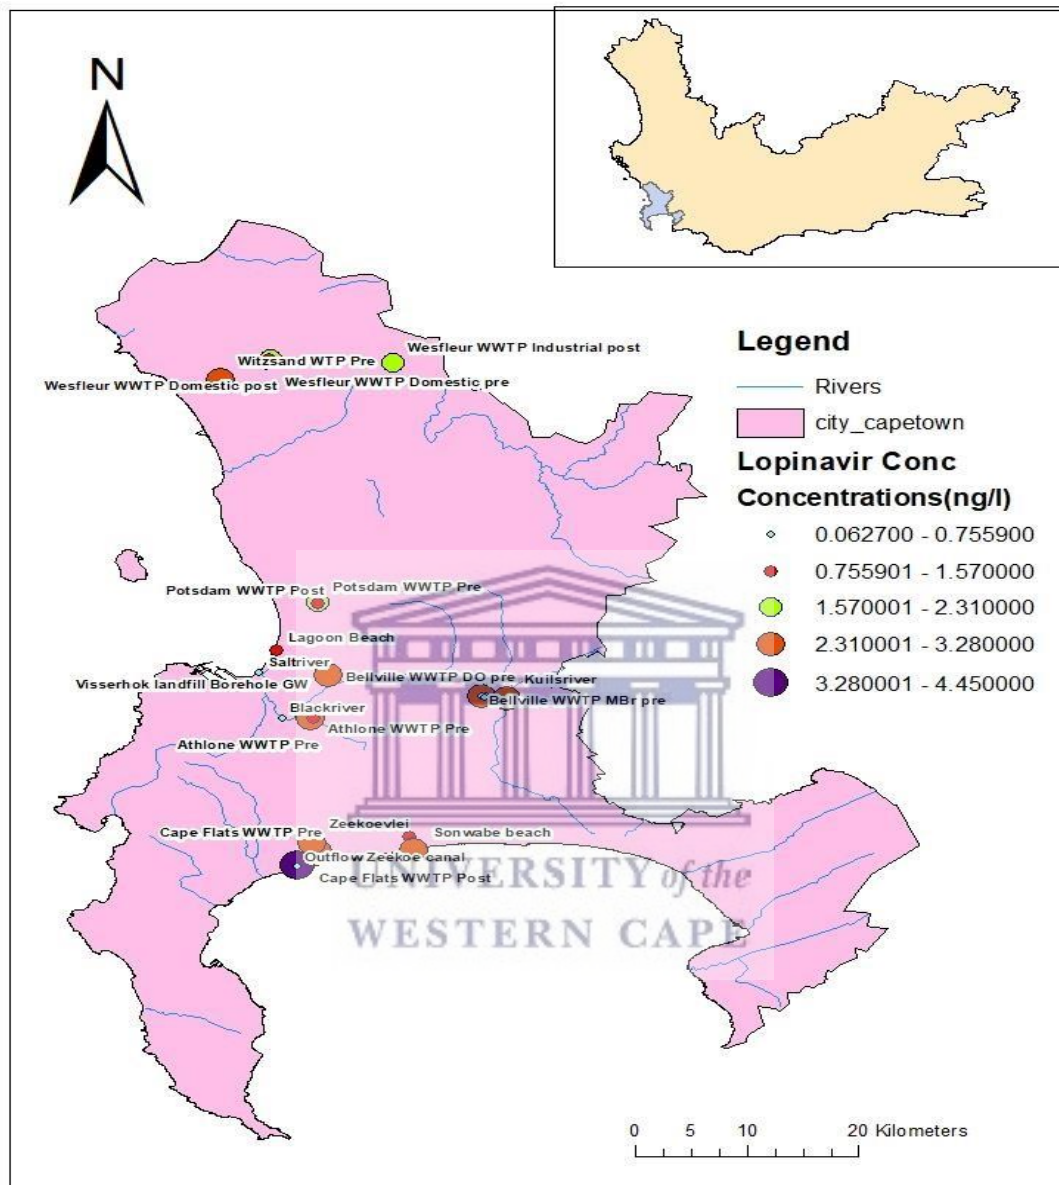 N
Wesfleur WWTP Industrial post
Witzsand WTP Pre
Wesfleur WWTP Domestic post
Wesfleur WWTP Domestic pre
Legend
Rivers
city_capetown
Lopinavir Conc
Concentrations(ng/l)
0.062700 - 0.755900
0.755901 - 1.570000
1.570001 - 2.310000
2.310001 - 3.280000
3.280001 - 4.450000
Potsdam WWTP Post
Potsdam WWTP Pre
Lagoon Beach
Saltriver
Visserhok landfill Borehole GW
Bellville WWTP DO pre
Kuilsriver
Bellville WWTP MBr pre
Blackriver
Athlone WWTP Pre
Athlone WWTP Pre
Cape Flats WWTP Pre
Zeekoevlei
Sonwabe beach
Outflow Zeekoe canal
Cape Flats WWTP Post
UNIVERSITY of the
WESTERN CAPE
0 5 10 20 Kilometers